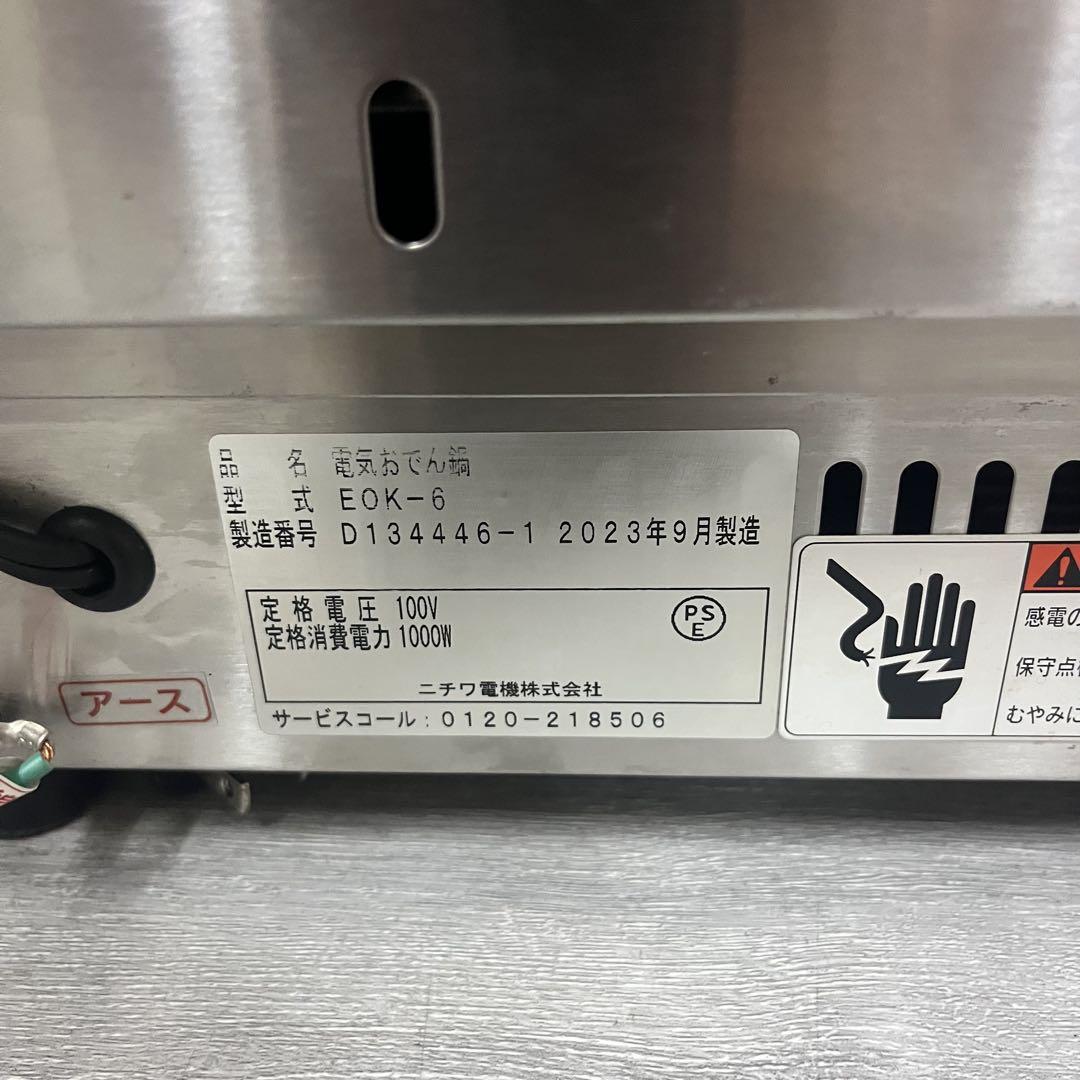 品 名 電気おでん鍋
型 式 EOK-6
製造番号 D134446-1 2023年9月製造
定格電圧 100V
定格消費電力 1000W
PS
E
ニチワ電機株式会社
サービスコール:0120-218506
アース
感電の
保守点検
むやみに